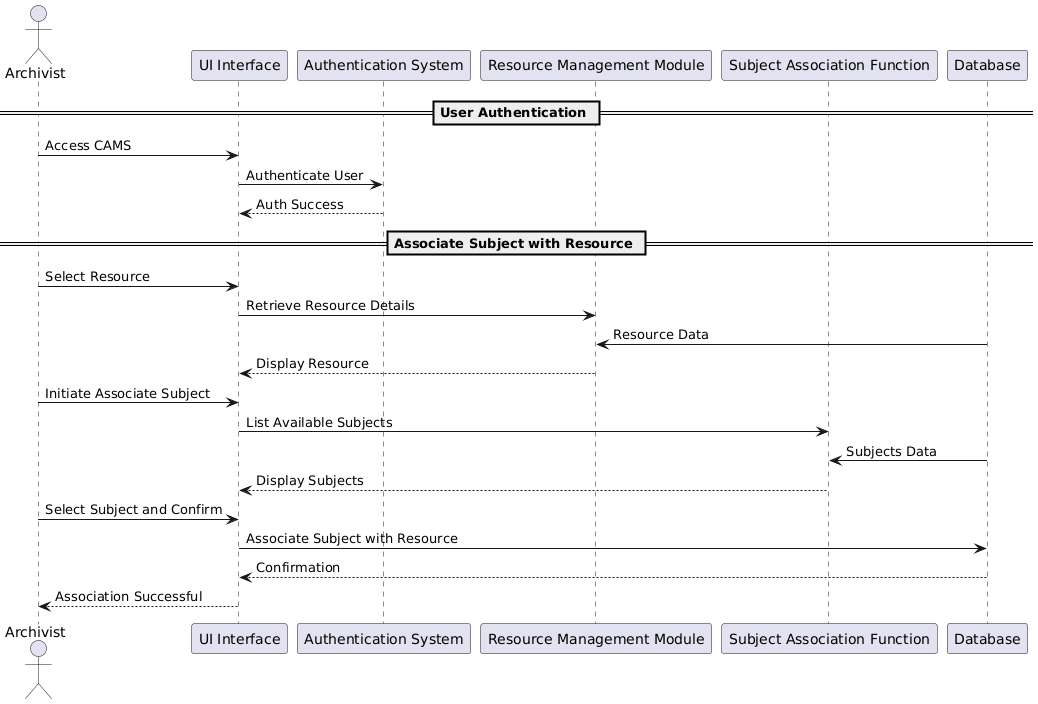 Archivist
UI Interface
Authentication System
Resource Management Module
Subject Association Function
Database
User Authentication
Access CAMS
Authenticate User
Auth Success
Associate Subject with Resource
Select Resource
Retrieve Resource Details
Resource Data
Display Resource
Initiate Associate Subject
List Available Subjects
Subjects Data
Display Subjects
Select Subject and Confirm
Associate Subject with Resource
Confirmation
Association Successful
Archivist
UI Interface
Authentication System
Resource Management Module
Subject Association Function
Database